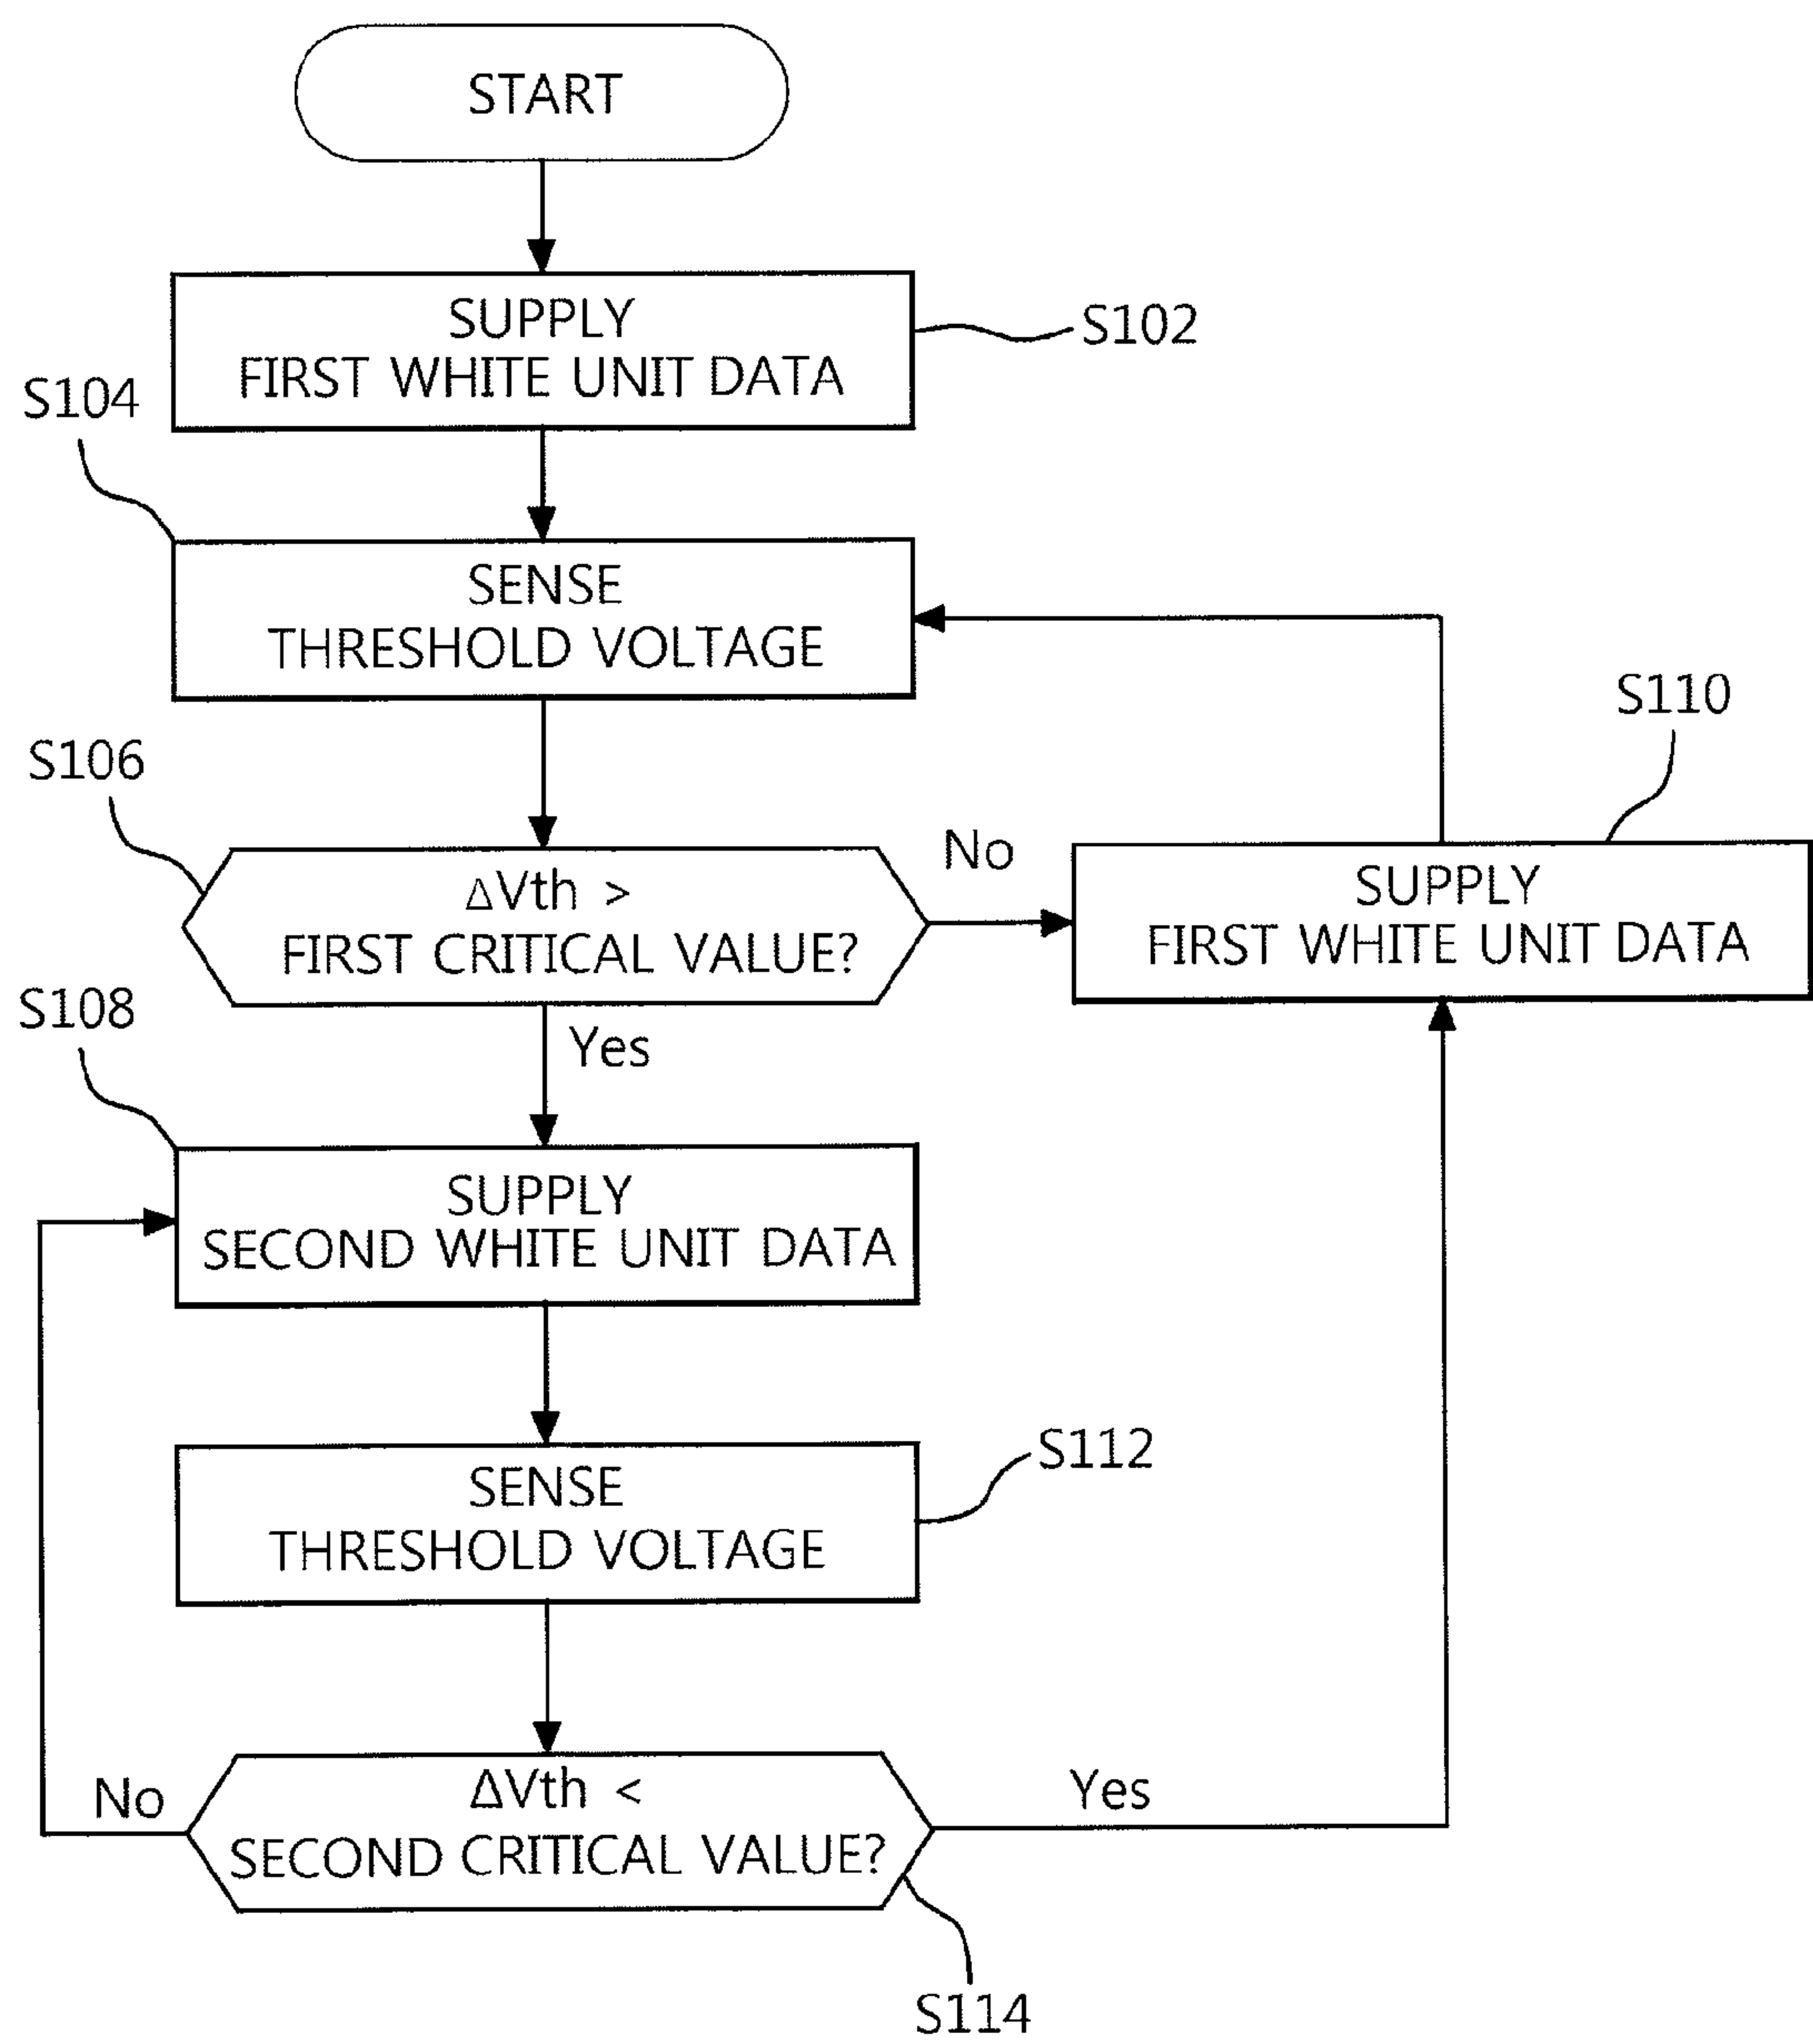 START
SUPPLY
FIRST WHITE UNIT DATA
S102
S104
SENSE
THRESHOLD VOLTAGE
S106
ΔVth >
FIRST CRITICAL VALUE?
No
S110
SUPPLY
FIRST WHITE UNIT DATA
Yes
S108
SUPPLY
SECOND WHITE UNIT DATA
SENSE
THRESHOLD VOLTAGE
S112
ΔVth <
SECOND CRITICAL VALUE?
No
Yes
S114